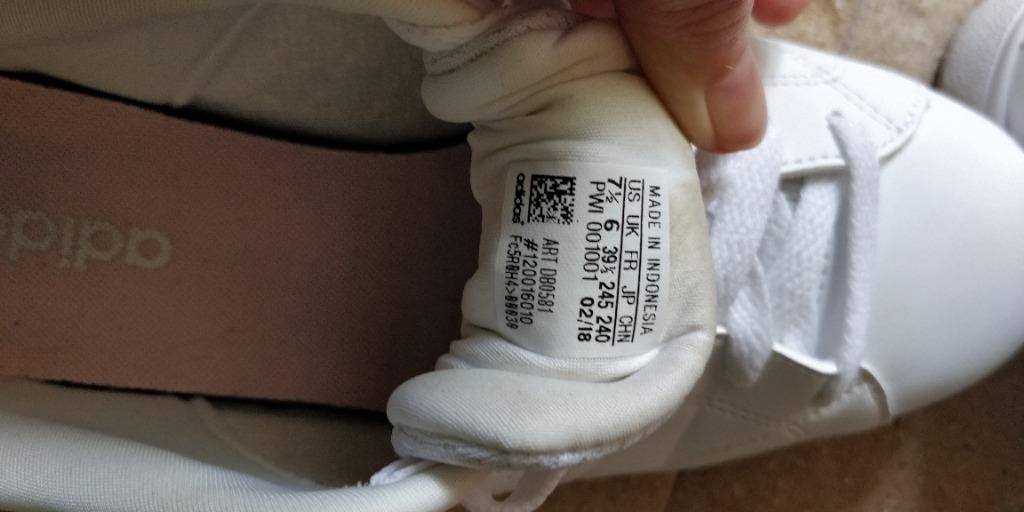 MADE IN INDONESIA
US UK FR JP CHN
7½ 6 39⅓ 245 240
PWI 001001 02/18
adidas
ART DB0581
#120016010
adidas